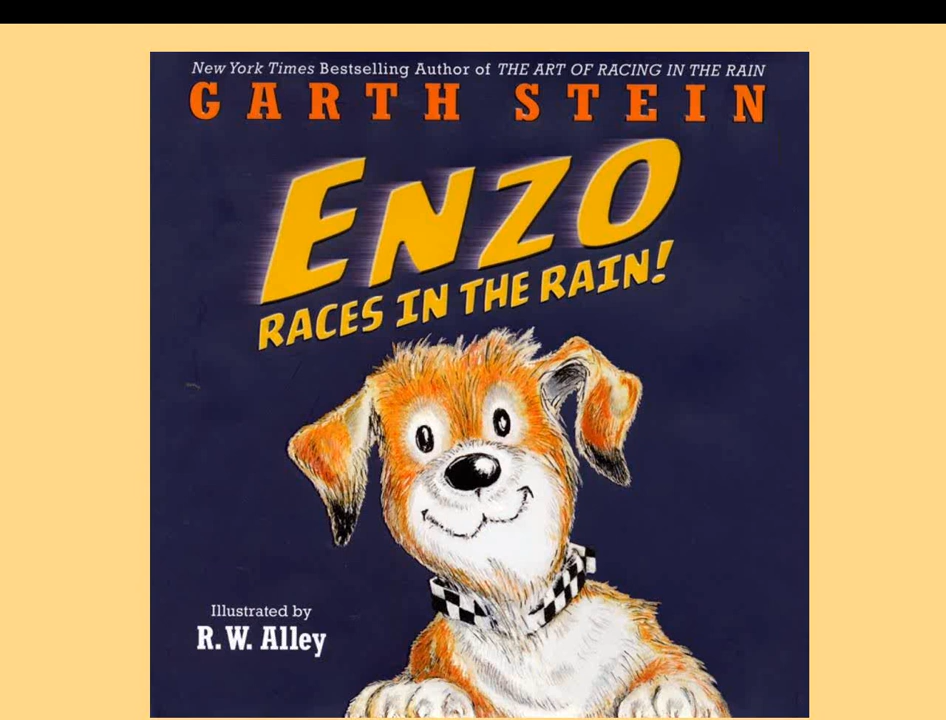 New York Times Bestselling Author of THE ART OF RACING IN THE RAIN
GARTH STEIN
ENZO
RACES IN THE RAIN!
Illustrated by
R. W. Alley